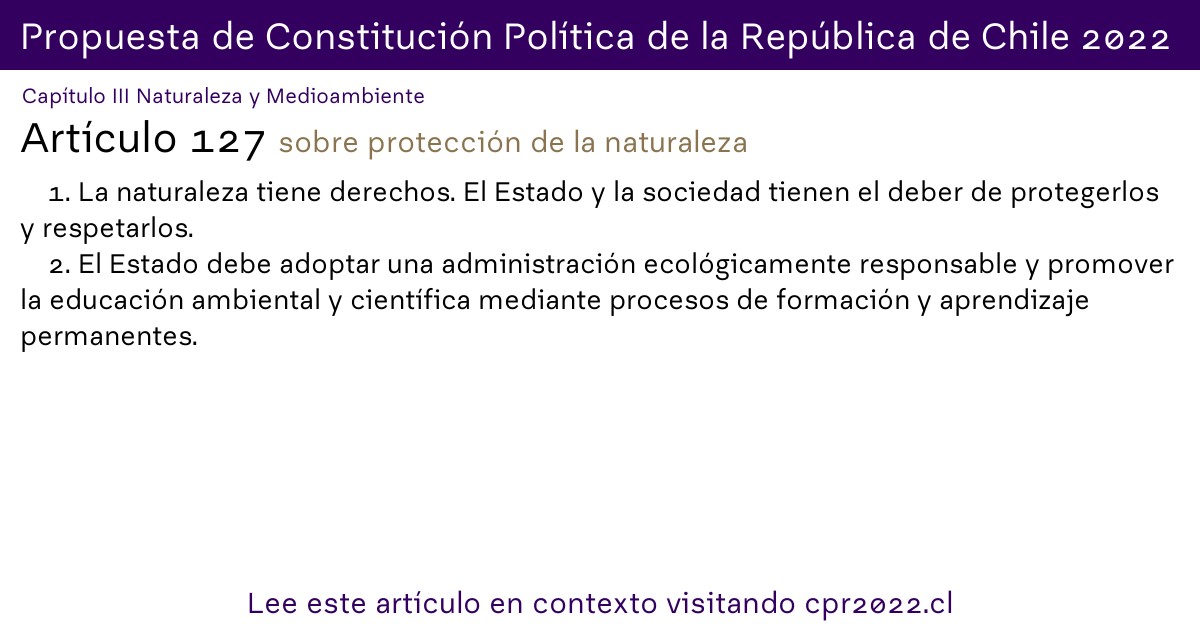 Propuesta de Constitución Política de la República de Chile 2022
Capítulo III Naturaleza y Medioambiente
Artículo 127 sobre protección de la naturaleza
1. La naturaleza tiene derechos. El Estado y la sociedad tienen el deber de protegerlos
y respetarlos.
2. El Estado debe adoptar una administración ecológicamente responsable y promover
la educación ambiental y científica mediante procesos de formación y aprendizaje
permanentes.
Lee este artículo en contexto visitando cpr2022.cl